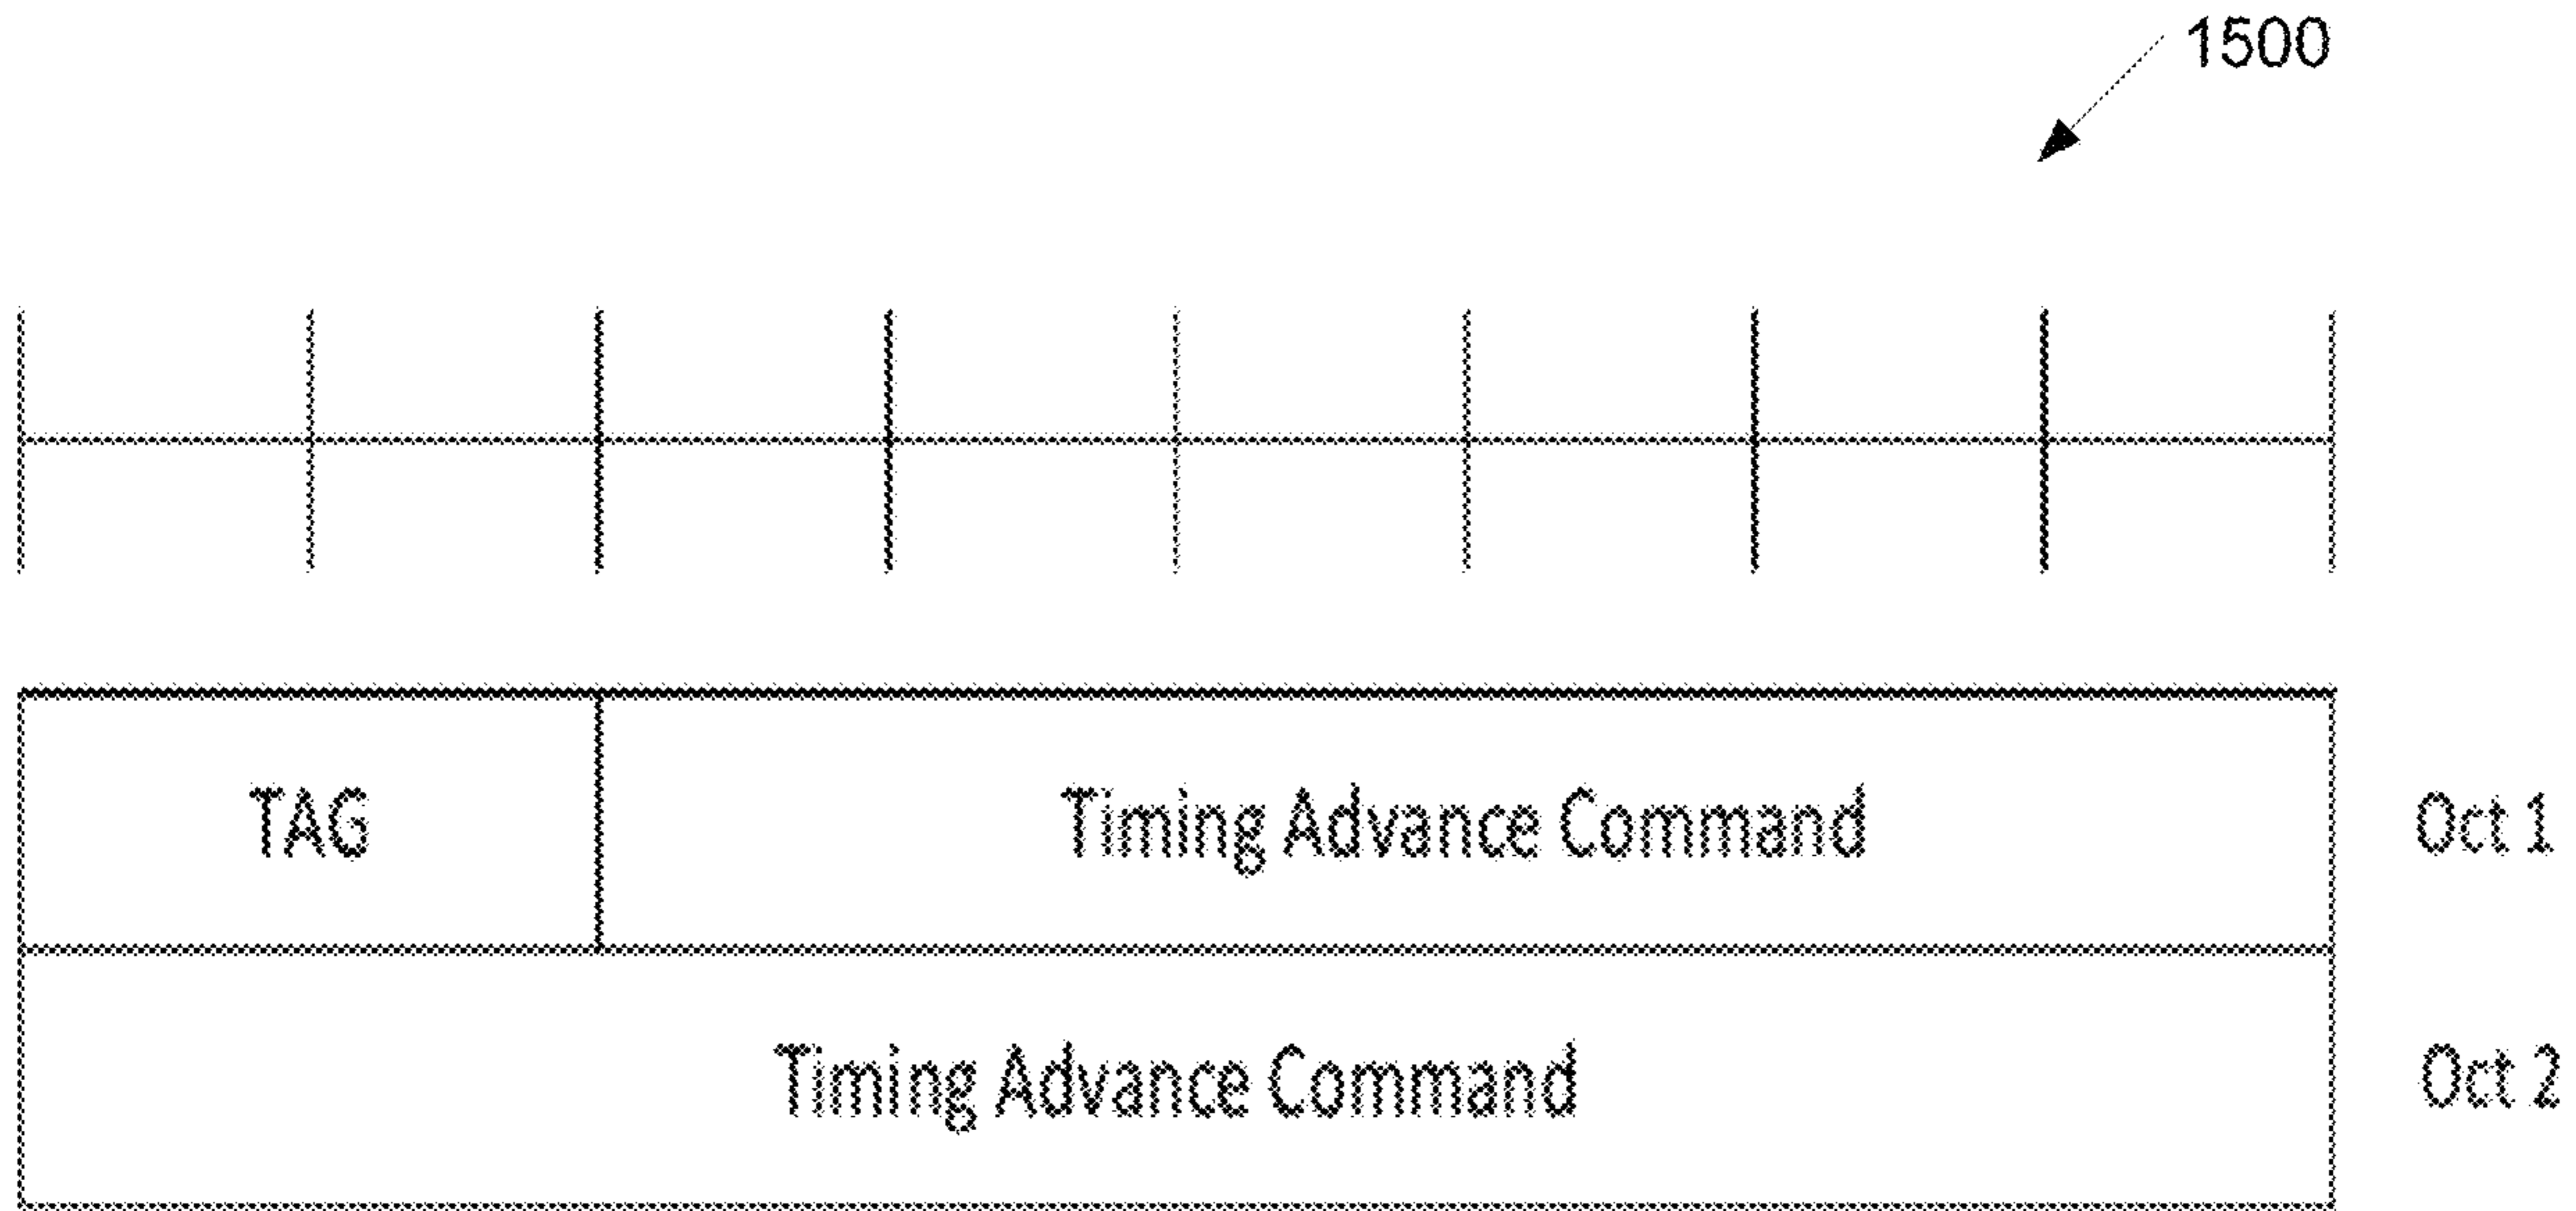 1500
TAG Timing Advance Command Oct 1
Timing Advance Command Oct 2